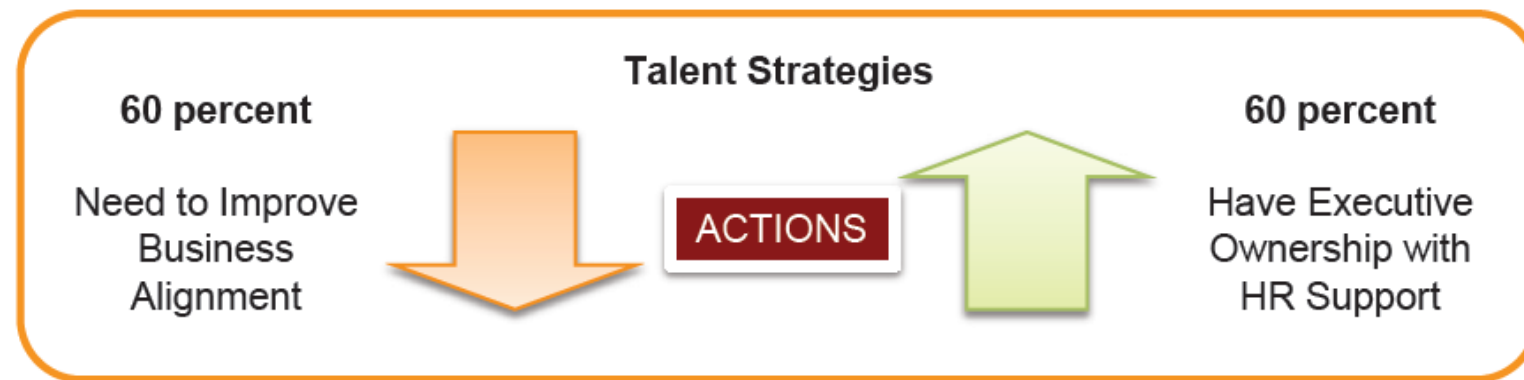 Talent Strategies
60 percent
Need to Improve
Business
Alignment
ACTIONS
60 percent
Have Executive
Ownership with
HR Support